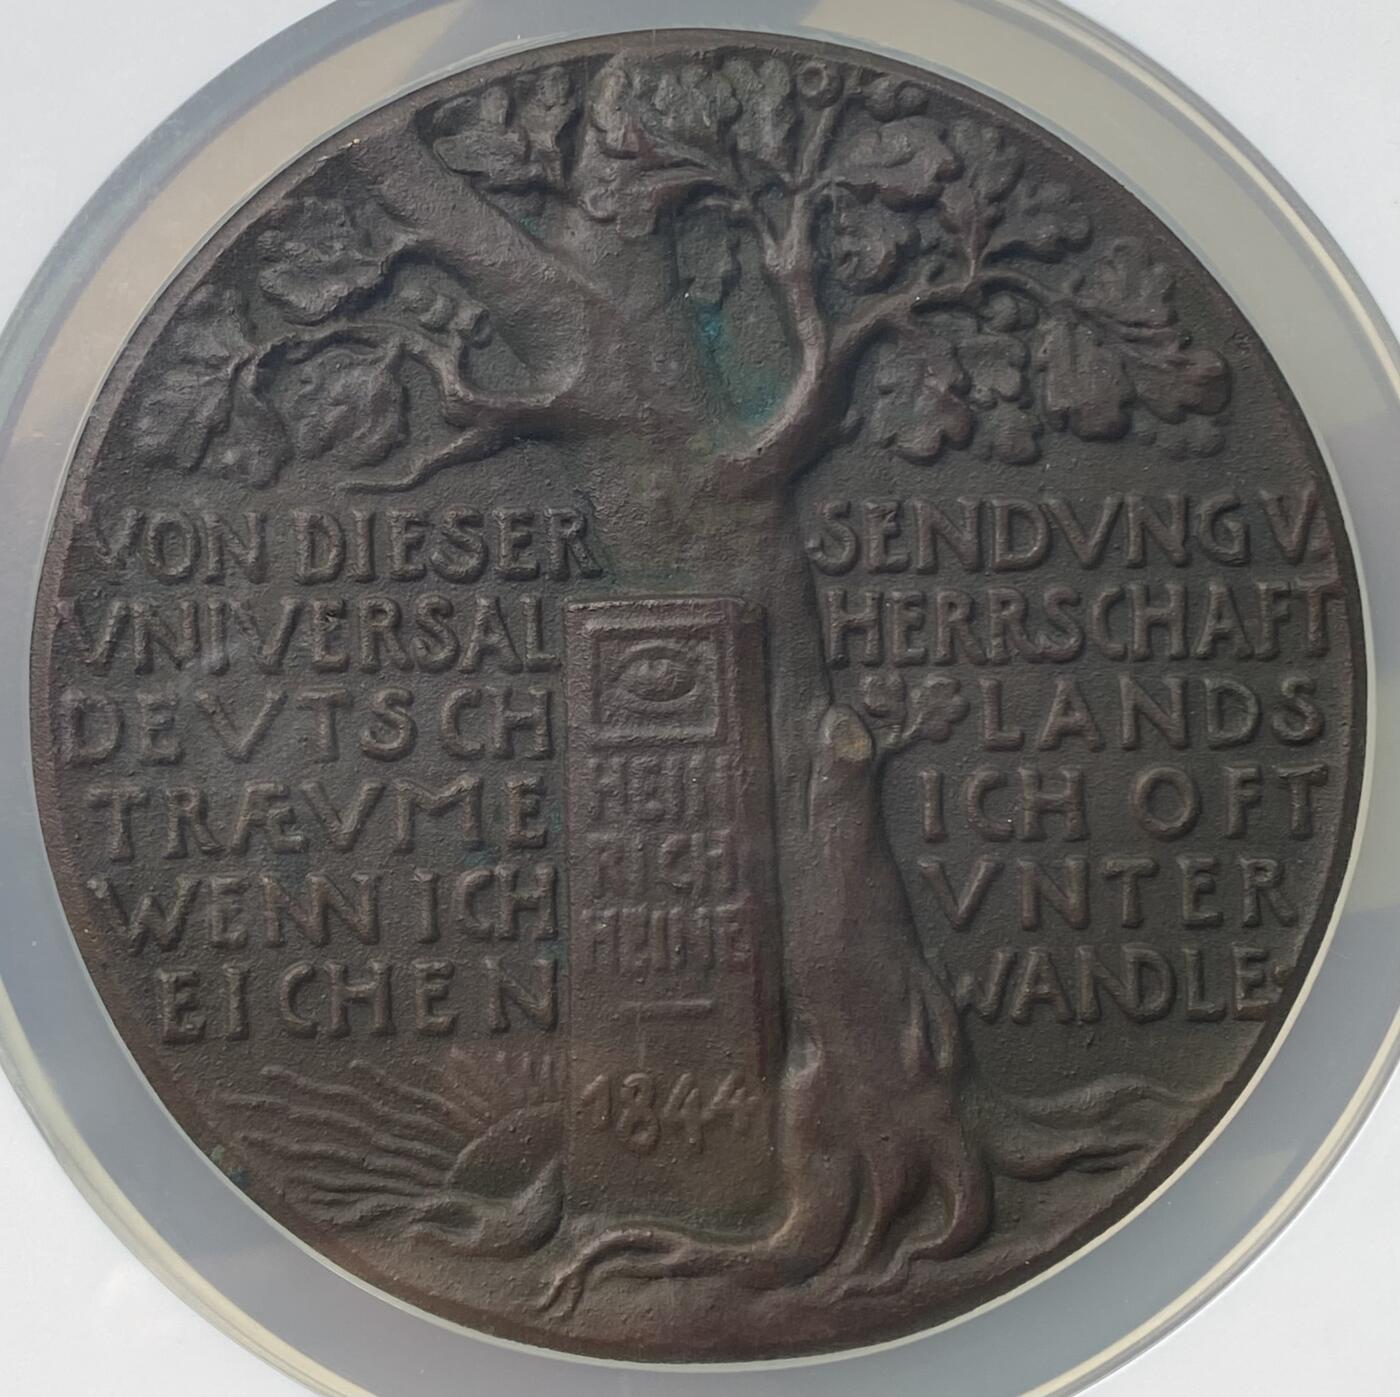 VON DIESER SENDVNG V
VNIVERSAL HERRSCHAFT
DEVTSCH LANDS
TRÆVME ICH OFT
WENN ICH VNTER
EICHEN WANDLE
HEIN
RICH
HEINE
1844